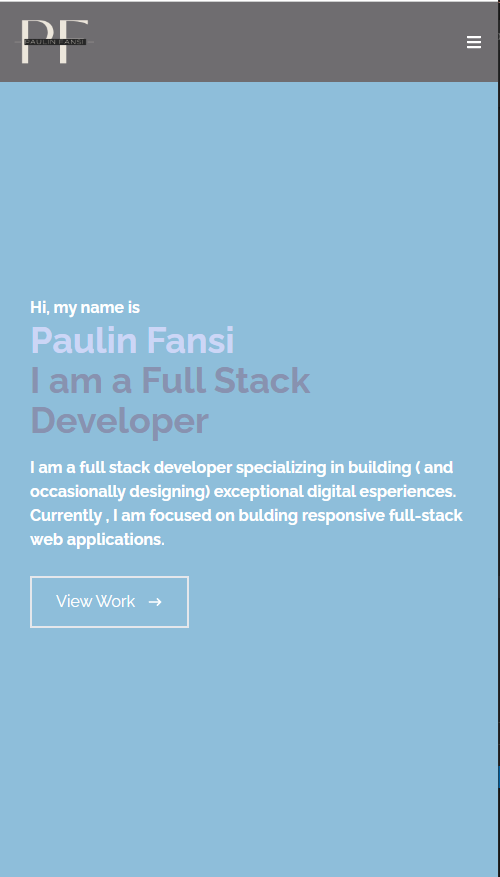 PF
PAULIN FANSI
Hi, my name is
Paulin Fansi
I am a Full Stack
Developer
I am a full stack developer specializing in building ( and
occasionally designing) exceptional digital esperiences.
Currently , I am focused on bulding responsive full-stack
web applications.
View Work →